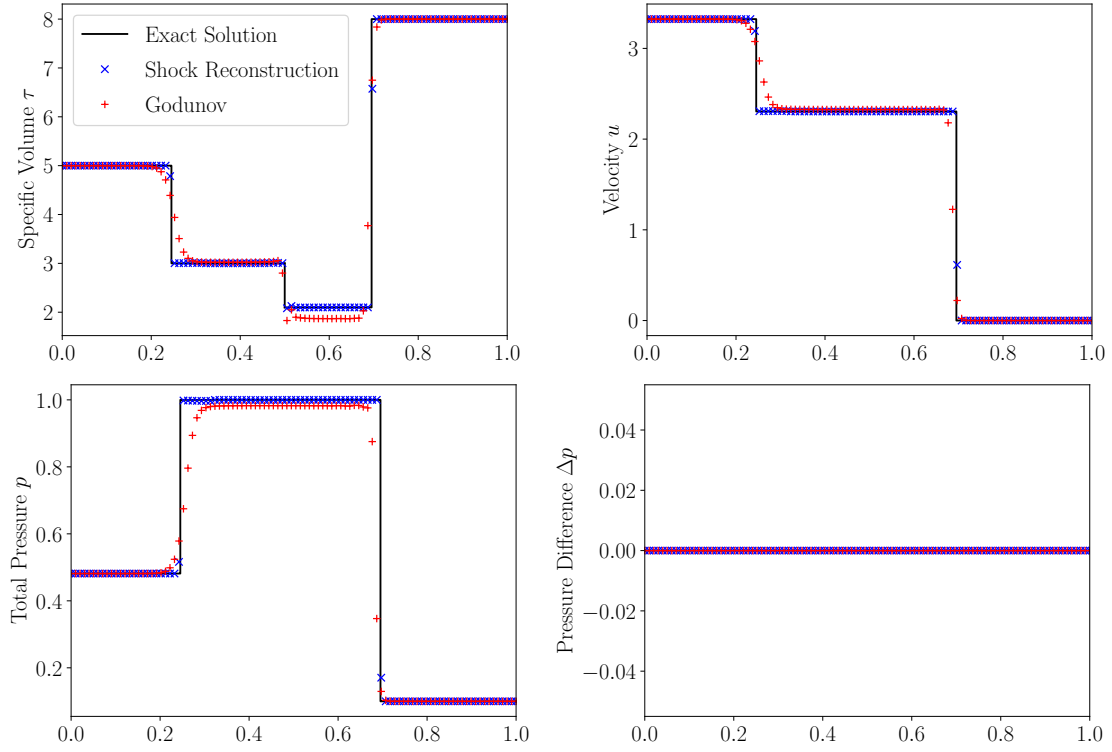 Specific Volume τ
8
7
6
5
4
3
2
Exact Solution
Shock Reconstruction
Godunov
0.0 0.2 0.4 0.6 0.8 1.0
Velocity u
3
2
1
0
0.0 0.2 0.4 0.6 0.8 1.0
Total Pressure p
1.0
0.8
0.6
0.4
0.2
0.0 0.2 0.4 0.6 0.8 1.0
Pressure Difference Δp
0.04
0.02
0.00
−0.02
−0.04
0.0 0.2 0.4 0.6 0.8 1.0